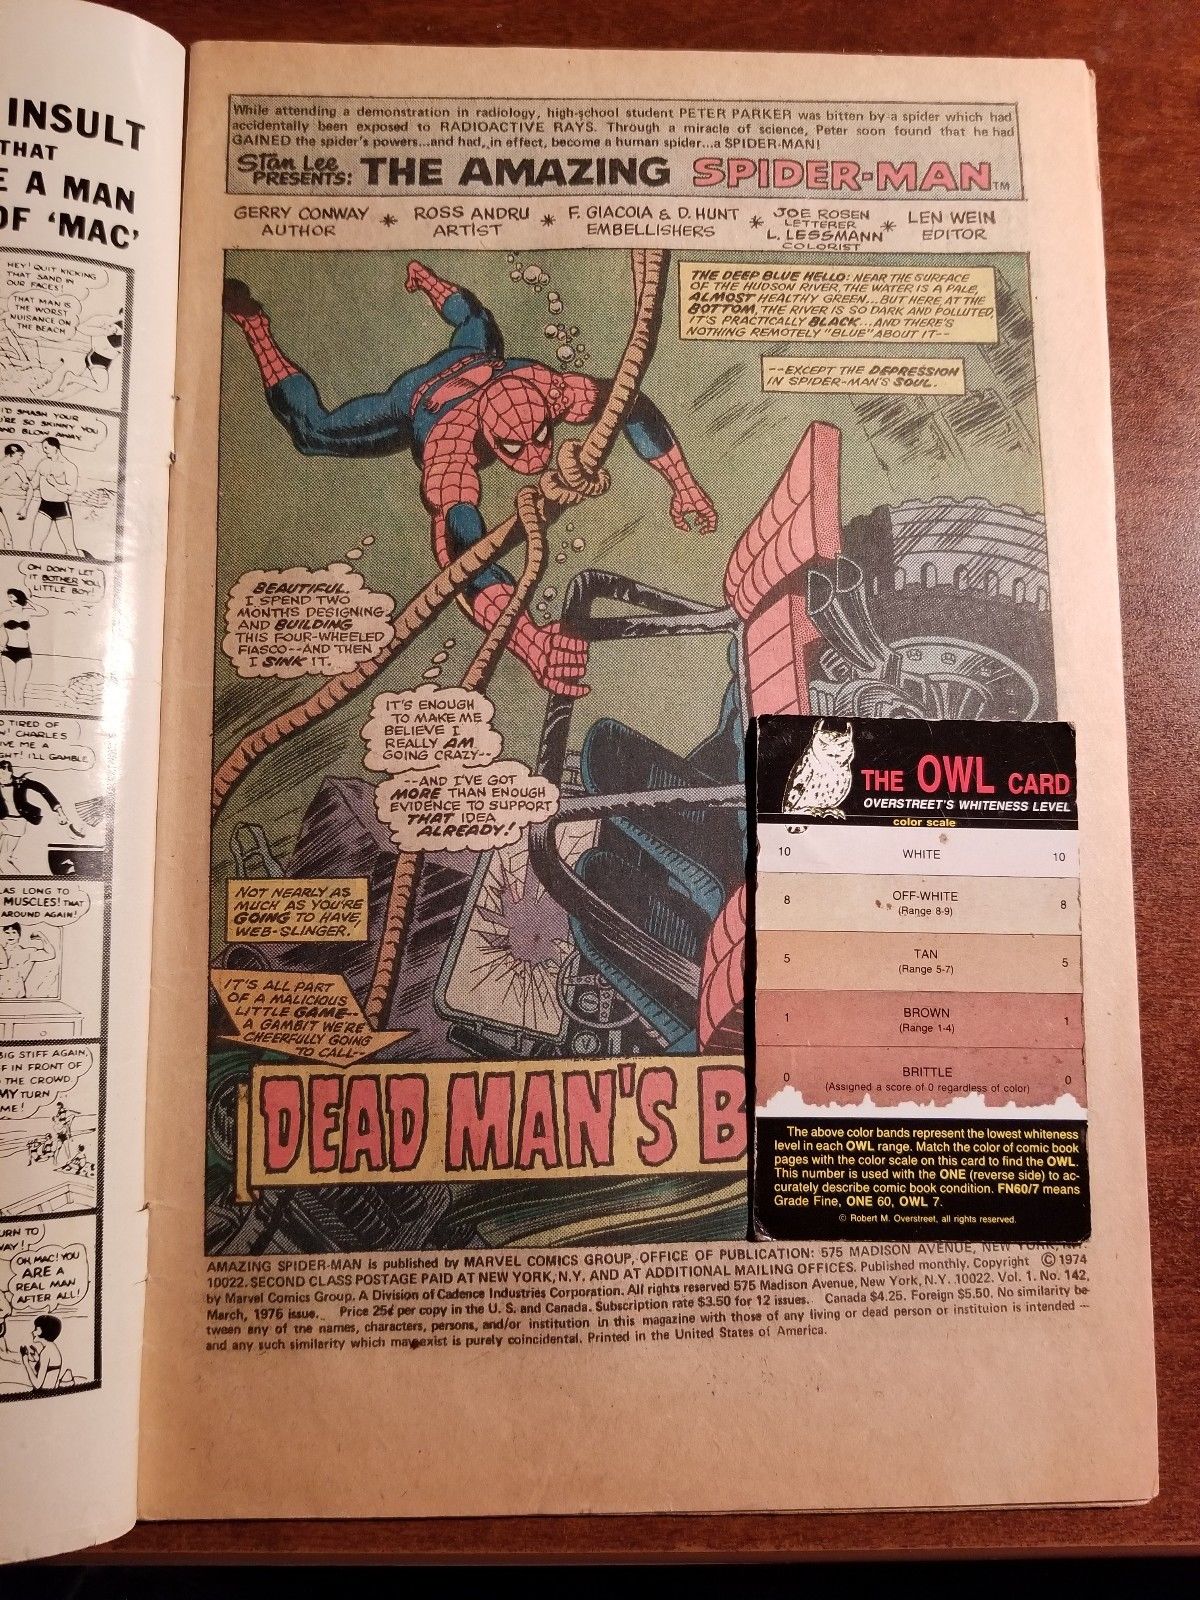 INSULT
THAT
E A MAN
OF 'MAC'
HEY! QUIT KICKING
THAT SAND IN
OUR FACES!
THAT MAN IS
THE WORST
NUISANCE ON
THE BEACH
I'D SMASH YOUR
SO SKINNY YOU
AND BLOW AWAY.
OH DON'T LET
IT BOTHER YOU,
LITTLE BOY!
TIRED OF
CHARLES
ME A
I'LL GAMBLE
AS LONG TO
MUSCLES! THAT
AROUND AGAIN!
BIG STIFF AGAIN,
IN FRONT OF
THE CROWD.
MY TURN
ME!
OH, MAC! YOU
ARE A
REAL MAN
AFTER ALL!
While attending a demonstration in radiology, high-school student PETER PARKER was bitten by a spider which had
accidentally been exposed to RADIOACTIVE RAYS. Through a miracle of science, Peter soon found that he had
GAINED the spider's powers...and had, in effect, become a human spider...a SPIDER-MAN!
Stan Lee
PRESENTS: THE AMAZING SPIDER-MAN TM
GERRY CONWAY * ROSS ANDRU * F. GIACOIA & D. HUNT * JOE ROSEN * LEN WEIN
AUTHOR ARTIST EMBELLISHERS LETTERER EDITOR
L. LESSMANN
COLORIST
THE DEEP BLUE HELLO: NEAR THE SURFACE
OF THE HUDSON RIVER, THE WATER IS A PALE,
ALMOST HEALTHY GREEN...BUT HERE, AT THE
BOTTOM, THE RIVER IS SO DARK AND POLLUTED,
IT'S PRACTICALLY BLACK...AND THERE'S
NOTHING REMOTELY "BLUE" ABOUT IT--
--EXCEPT THE DEPRESSION
IN SPIDER-MAN'S SOUL.
BEAUTIFUL.
I SPEND TWO
MONTHS DESIGNING
AND BUILDING
THIS FOUR-WHEELED
FIASCO--AND THEN
I SINK IT.
IT'S ENOUGH
TO MAKE ME
BELIEVE I
REALLY AM
GOING CRAZY--
--AND I'VE GOT
MORE THAN ENOUGH
EVIDENCE TO SUPPORT
THAT IDEA
ALREADY!
NOT NEARLY AS
MUCH AS YOU'RE
GOING TO HAVE,
WEB-SLINGER.
IT'S ALL PART
OF A MALICIOUS
LITTLE GAME--
A GAMBIT WE'RE
CHEERFULLY GOING
TO CALL--
DEAD MAN'S B
THE OWL CARD
OVERSTREET'S WHITENESS LEVEL
color scale
10 WHITE 10
8 OFF-WHITE 8
(Range 8-9)
5 TAN 5
(Range 5-7)
1 BROWN 1
(Range 1-4)
0 BRITTLE 0
(Assigned a score of 0 regardless of color)
The above color bands represent the lowest whiteness
level in each OWL range. Match the color of comic book
pages with the color scale on this card to find the OWL.
This number is used with the ONE (reverse side) to ac-
curately describe comic book condition. FN60/7 means
Grade Fine, ONE 60, OWL 7.
© Robert M. Overstreet, all rights reserved.
AMAZING SPIDER-MAN is published by MARVEL COMICS GROUP, OFFICE OF PUBLICATION: 575 MADISON AVENUE, NEW YORK, N.Y.
10022. SECOND CLASS POSTAGE PAID AT NEW YORK, N.Y. AND AT ADDITIONAL MAILING OFFICES. Published monthly. Copyright © 1974
by Marvel Comics Group. A Division of Cadence Industries Corporation. All rights reserved 575 Madison Avenue, New York, N.Y. 10022. Vol. 1. No. 142,
March, 1976 issue. Price 25¢ per copy in the U. S. and Canada. Subscription rate $3.50 for 12 issues. Canada $4.25. Foreign $5.50. No similarity be-
tween any of the names, characters, persons, and/or institution in this magazine with those of any living or dead person or instituion is intended --
and any such similarity which may exist is purely coincidental. Printed in the United States of America.